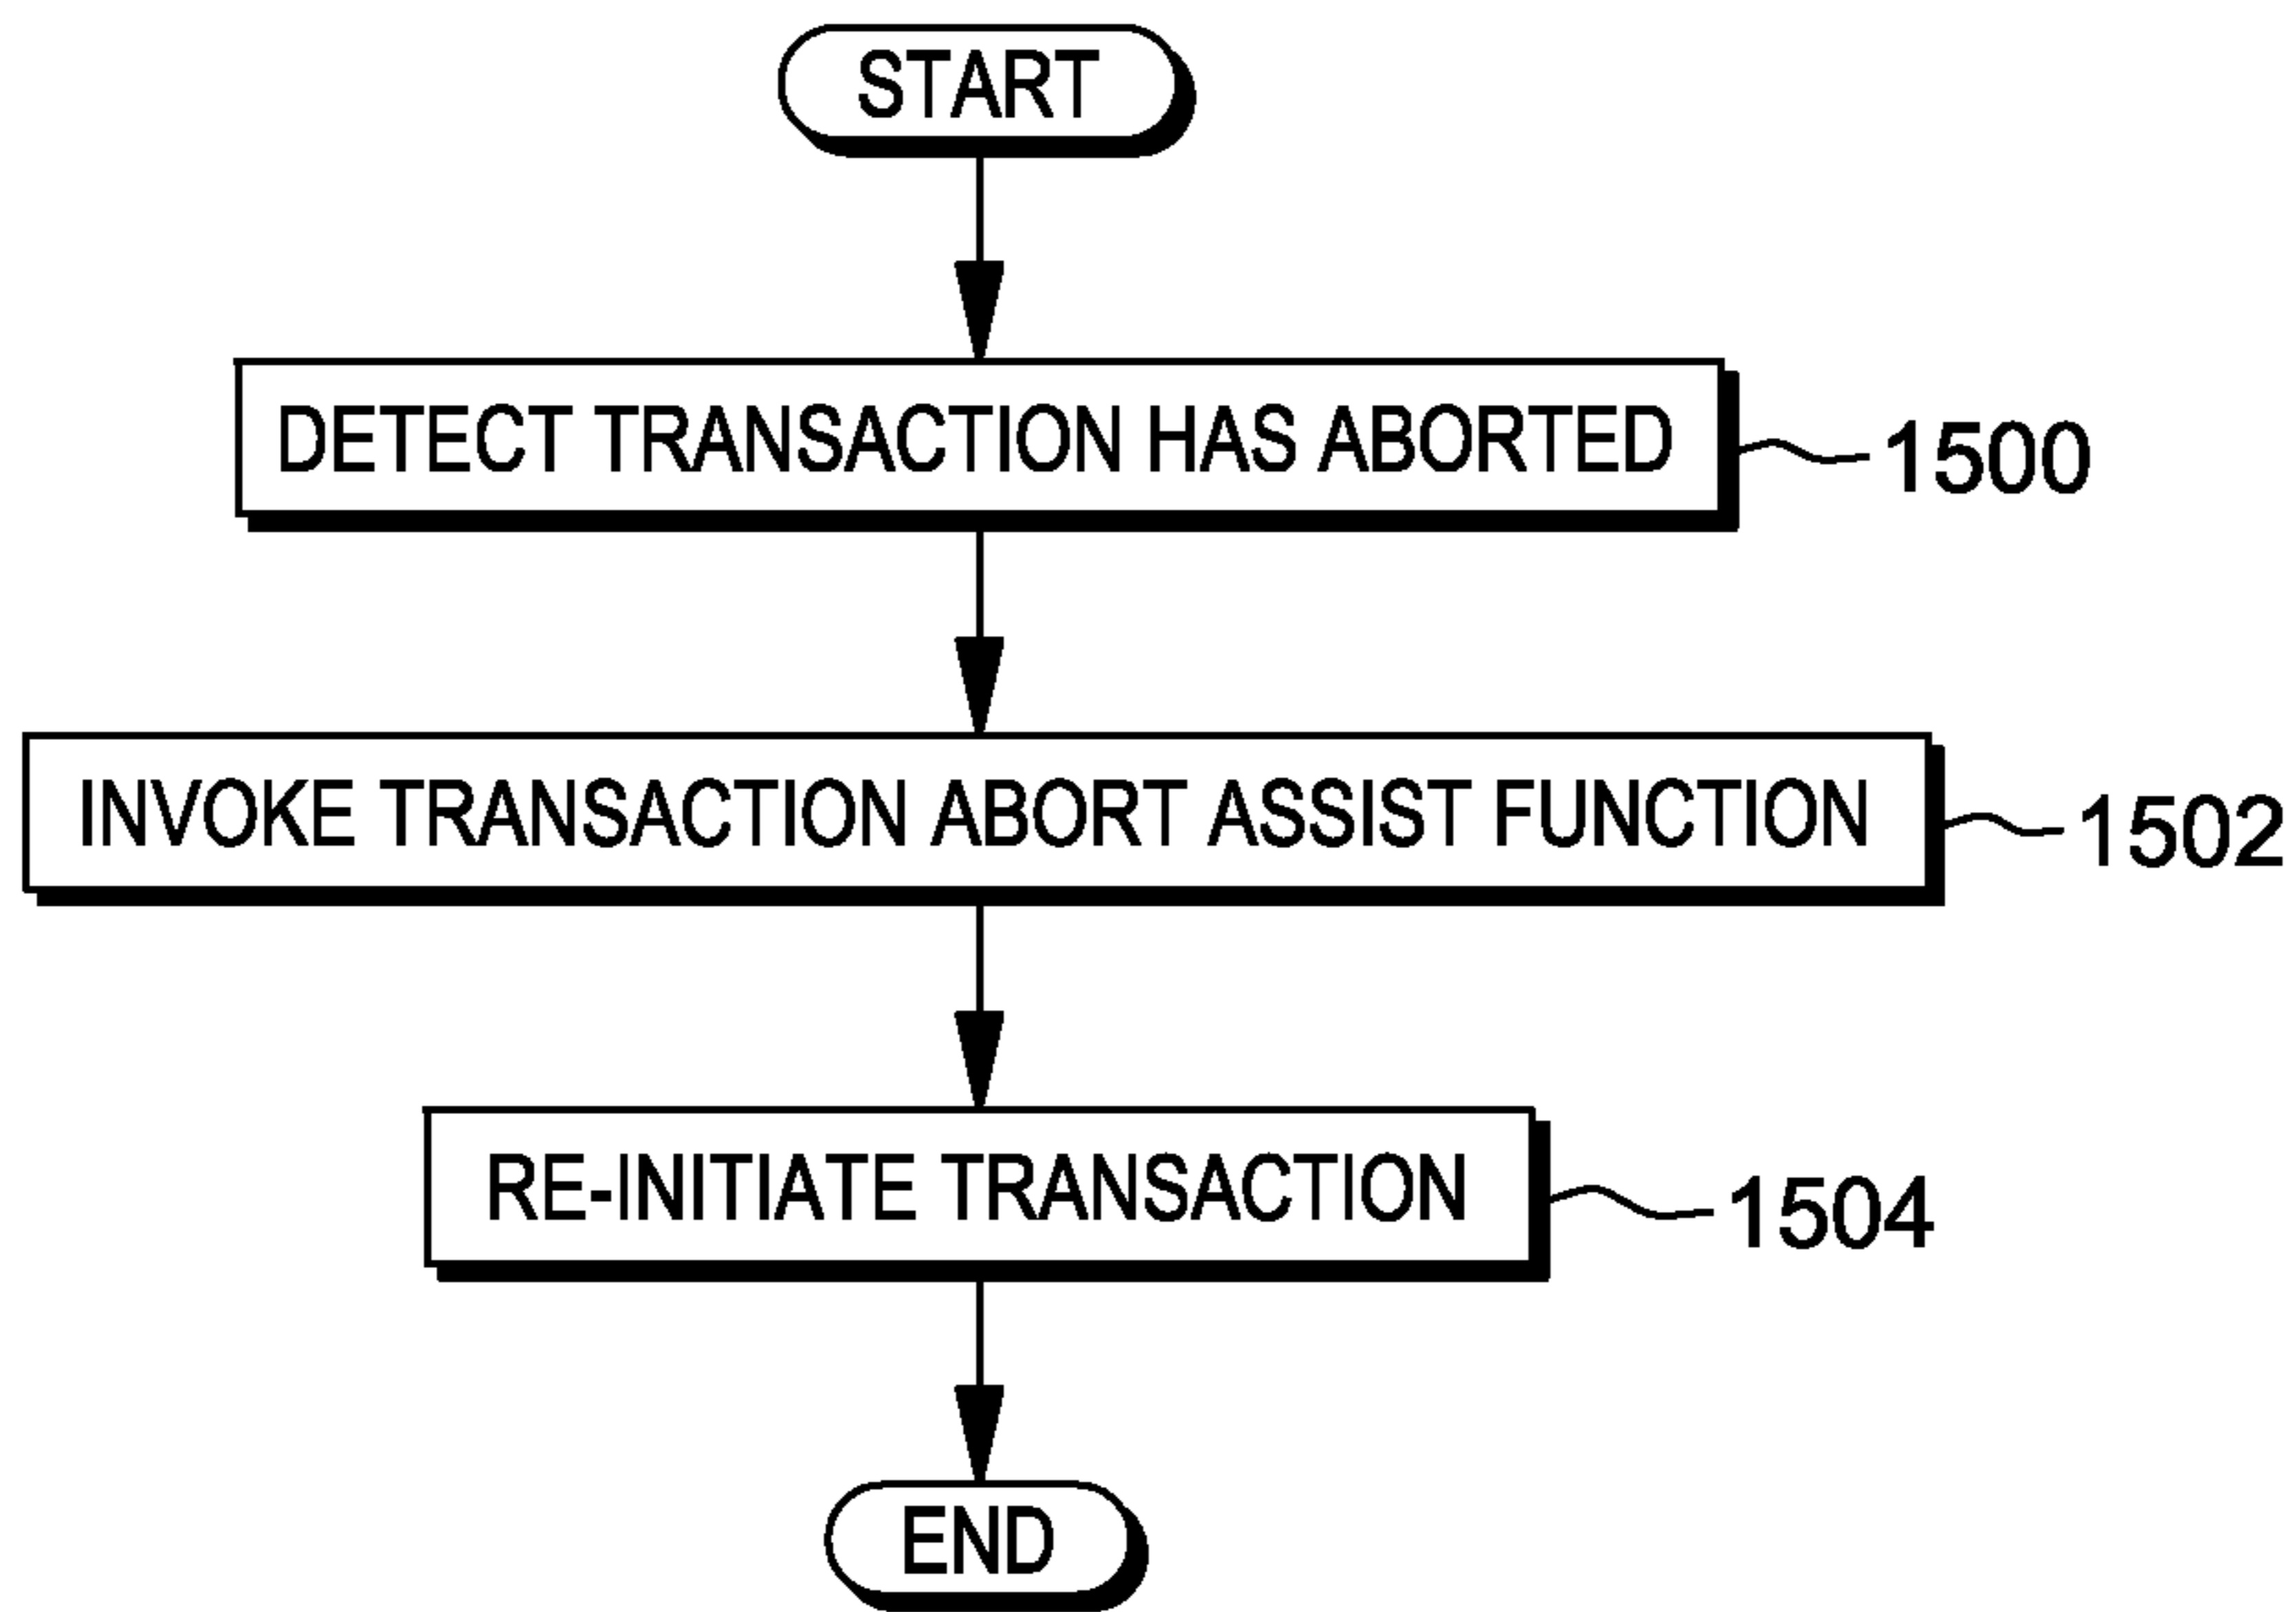 START
DETECT TRANSACTION HAS ABORTED
1500
INVOKE TRANSACTION ABORT ASSIST FUNCTION
1502
RE-INITIATE TRANSACTION
1504
END